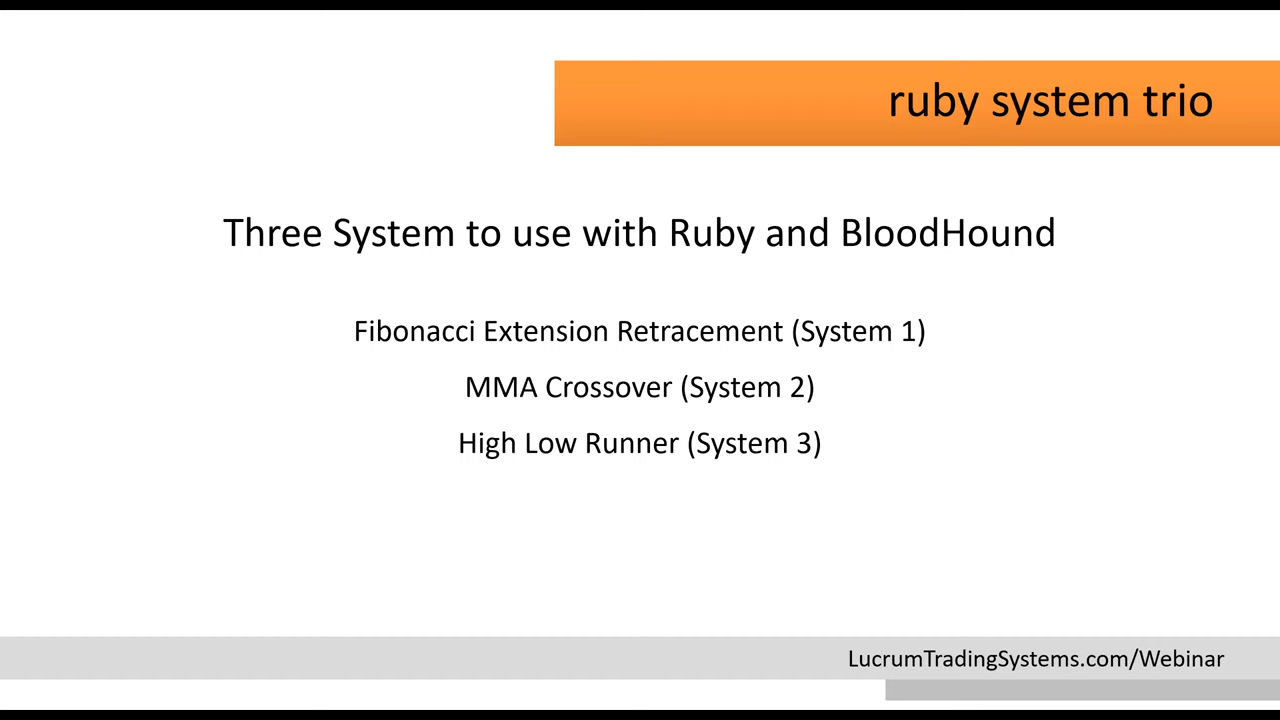 ruby system trio
Three System to use with Ruby and BloodHound
Fibonacci Extension Retracement (System 1)
MMA Crossover (System 2)
High Low Runner (System 3)
LucrumTradingSystems.com/Webinar